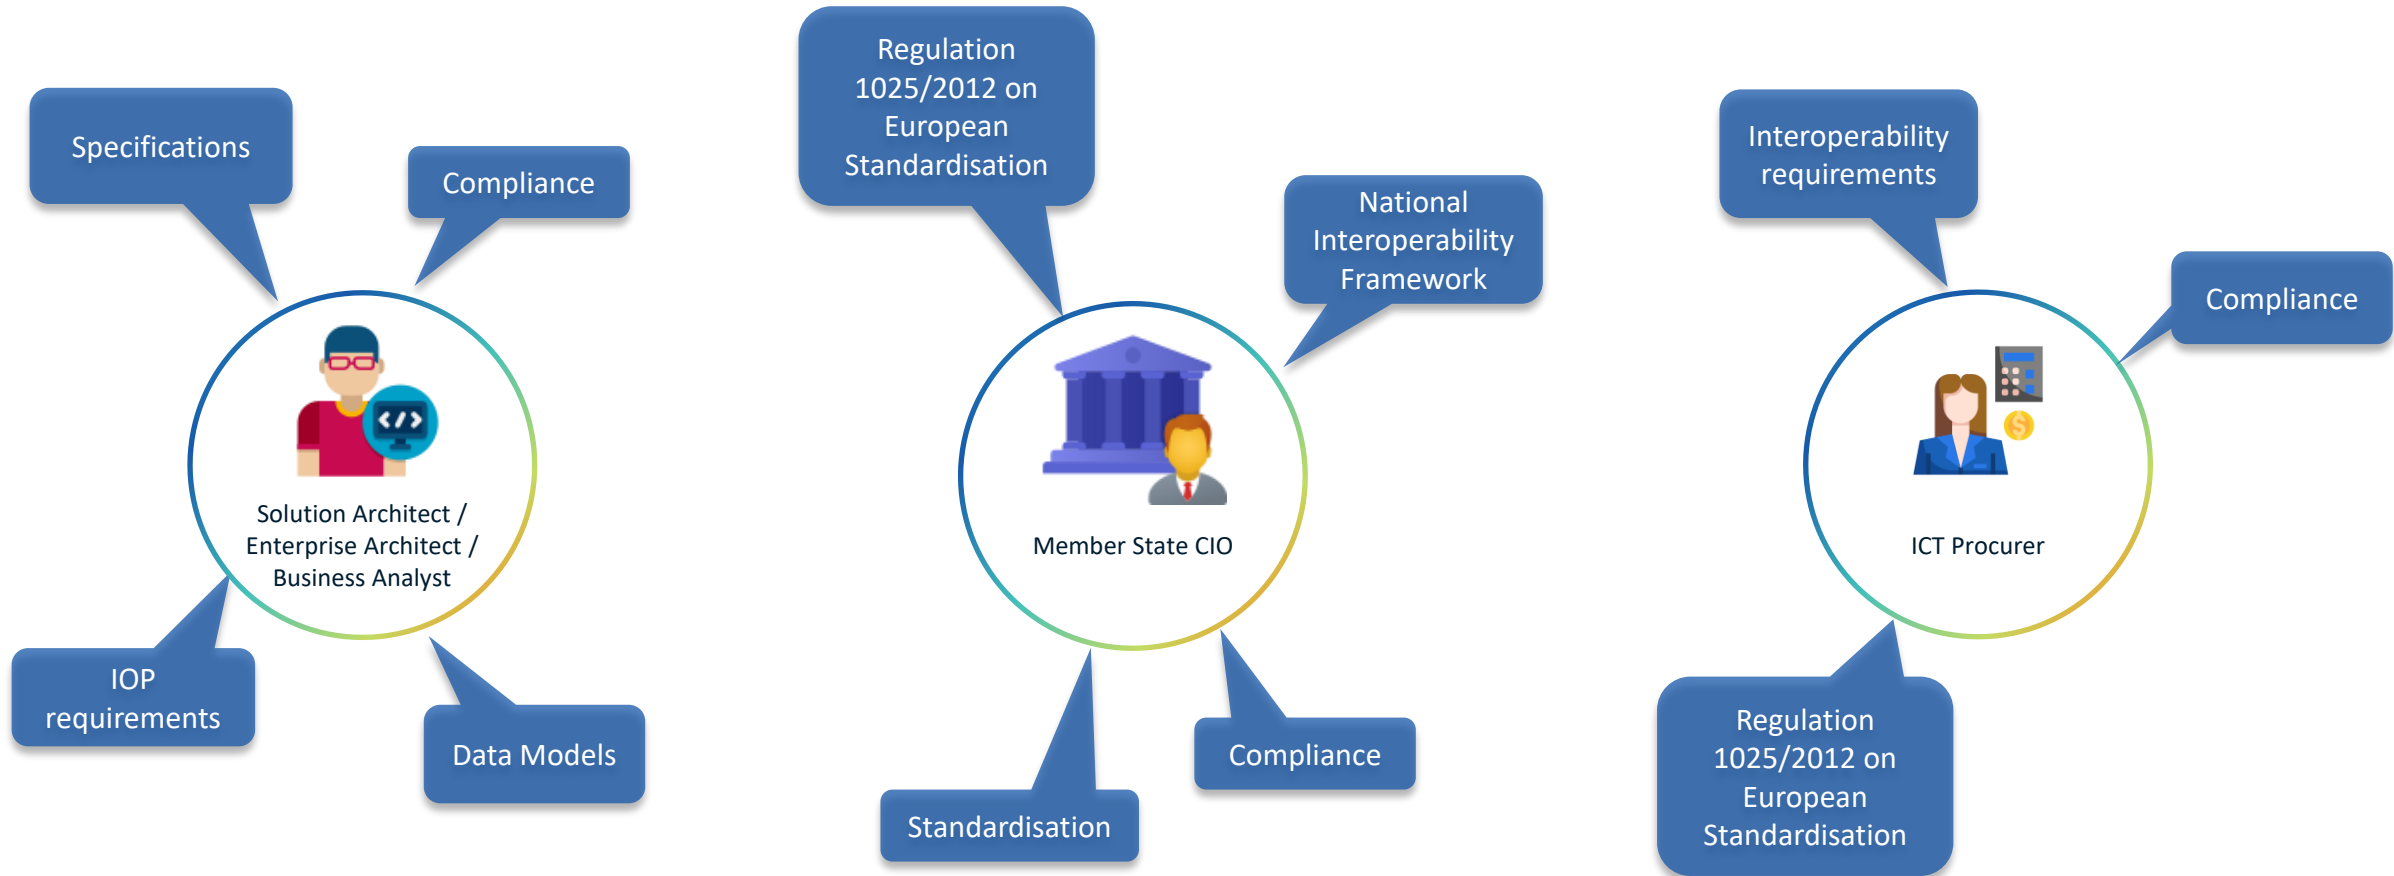 Specifications
Compliance
Solution Architect /
Enterprise Architect /
Business Analyst
IOP
requirements
Data Models
Regulation
1025/2012 on
European
Standardisation
National
Interoperability
Framework
Member State CIO
Standardisation
Compliance
Interoperability
requirements
Compliance
ICT Procurer
Regulation
1025/2012 on
European
Standardisation